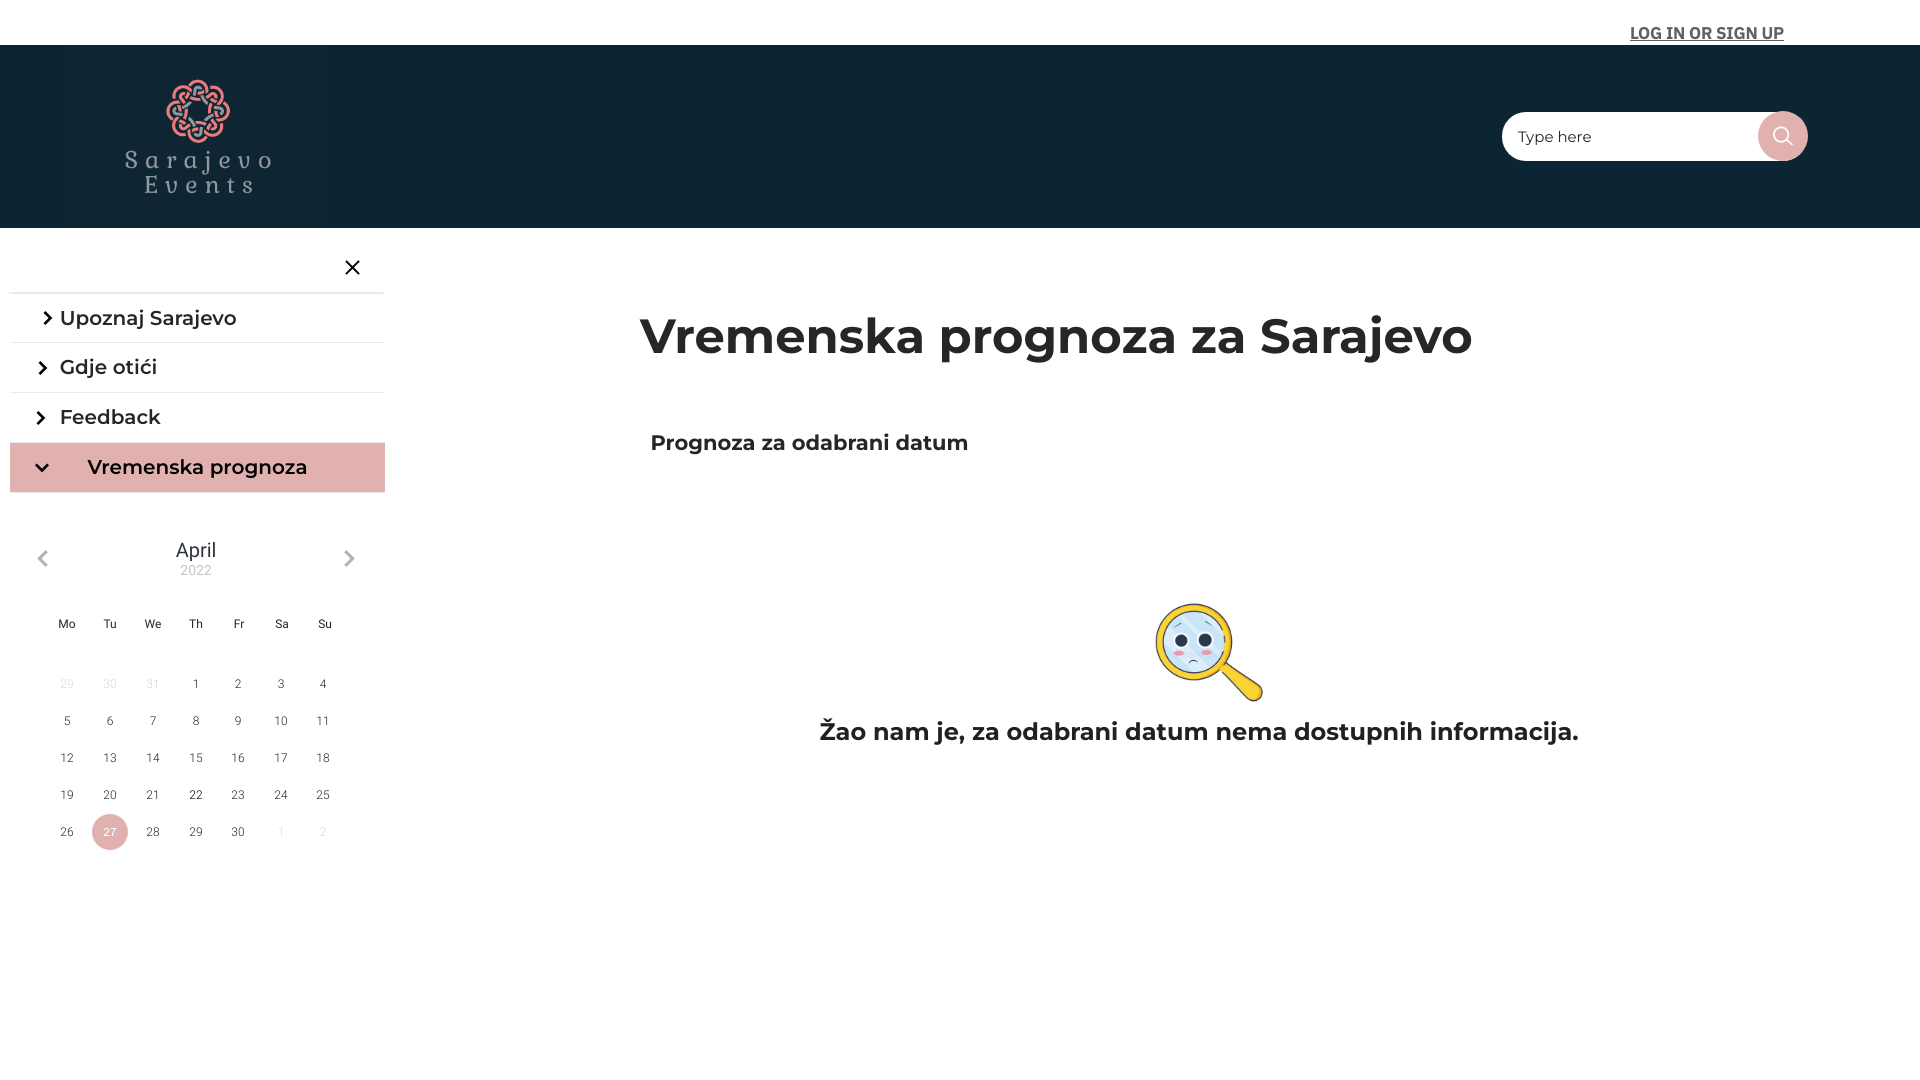 LOG IN OR SIGN UP
Sarajevo
Events
Type here
Upoznaj Sarajevo
Gdje otići
Feedback
Vremenska prognoza
April
2022
Mo Tu We Th Fr Sa Su
29 30 31 1 2 3 4
5 6 7 8 9 10 11
12 13 14 15 16 17 18
19 20 21 22 23 24 25
26 27 28 29 30 1 2
Vremenska prognoza za Sarajevo
Prognoza za odabrani datum
Žao nam je, za odabrani datum nema dostupnih informacija.